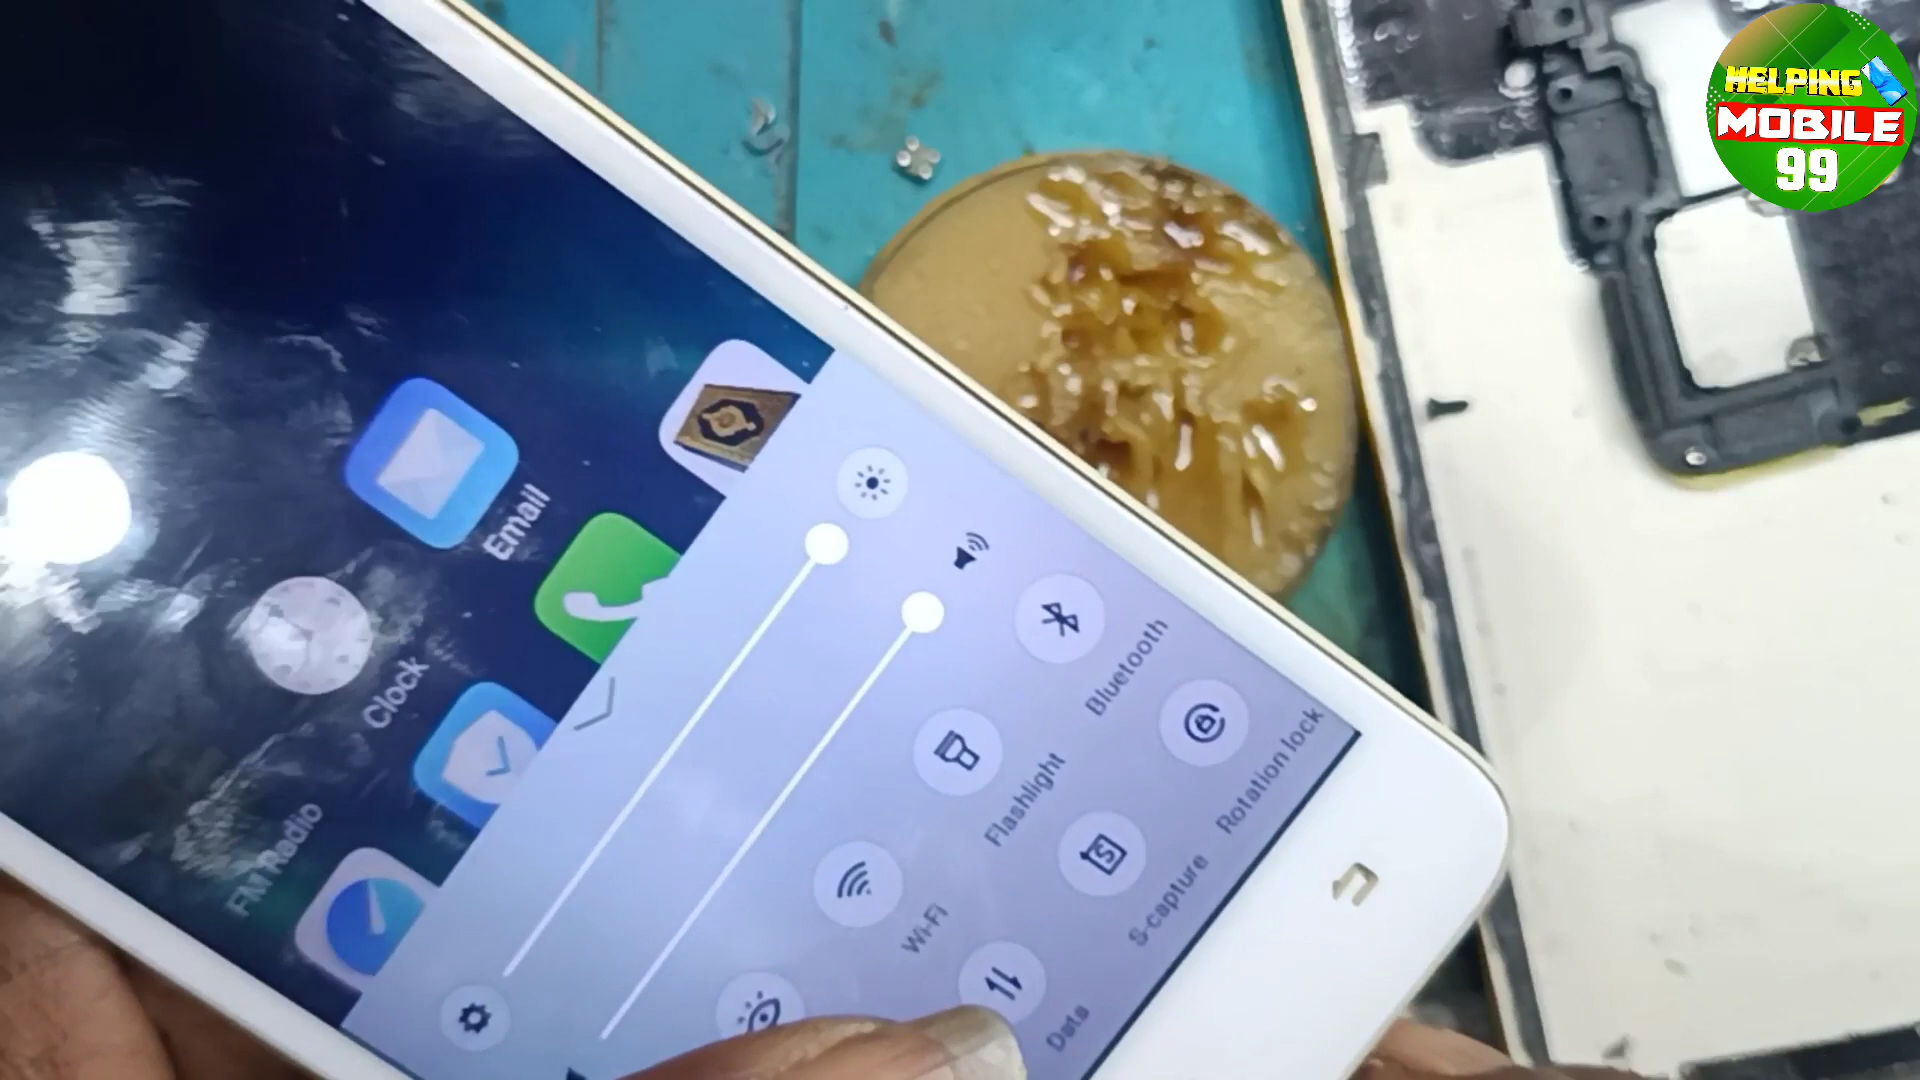 HELPING
MOBILE
99
Email
Clock
FM Radio
Bluetooth
Flashlight
Rotation lock
Wi-Fi
S-capture
Data